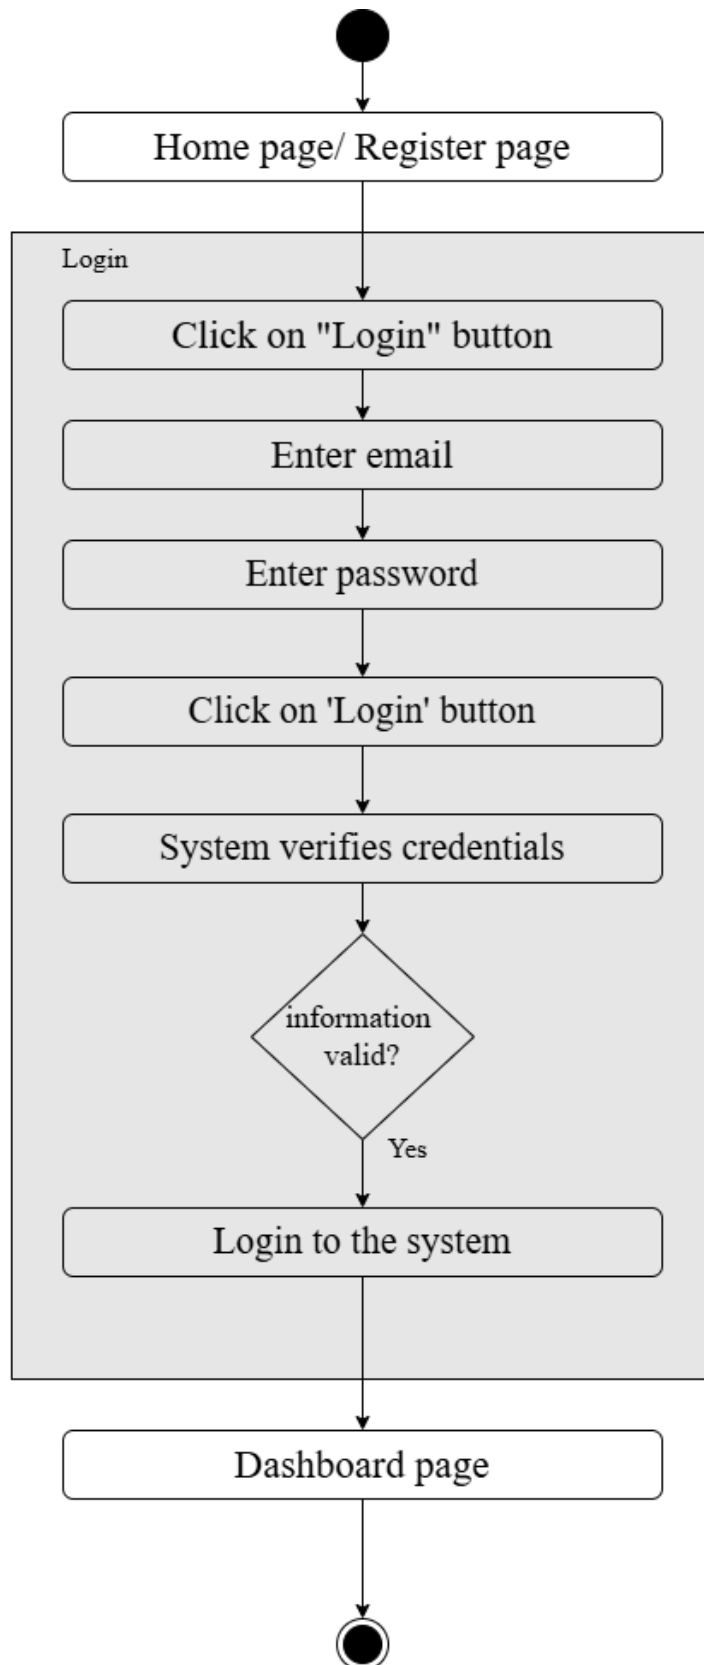 Home page/ Register page
Login
Click on "Login" button
Enter email
Enter password
Click on 'Login' button
System verifies credentials
information
valid?
Yes
Login to the system
Dashboard page